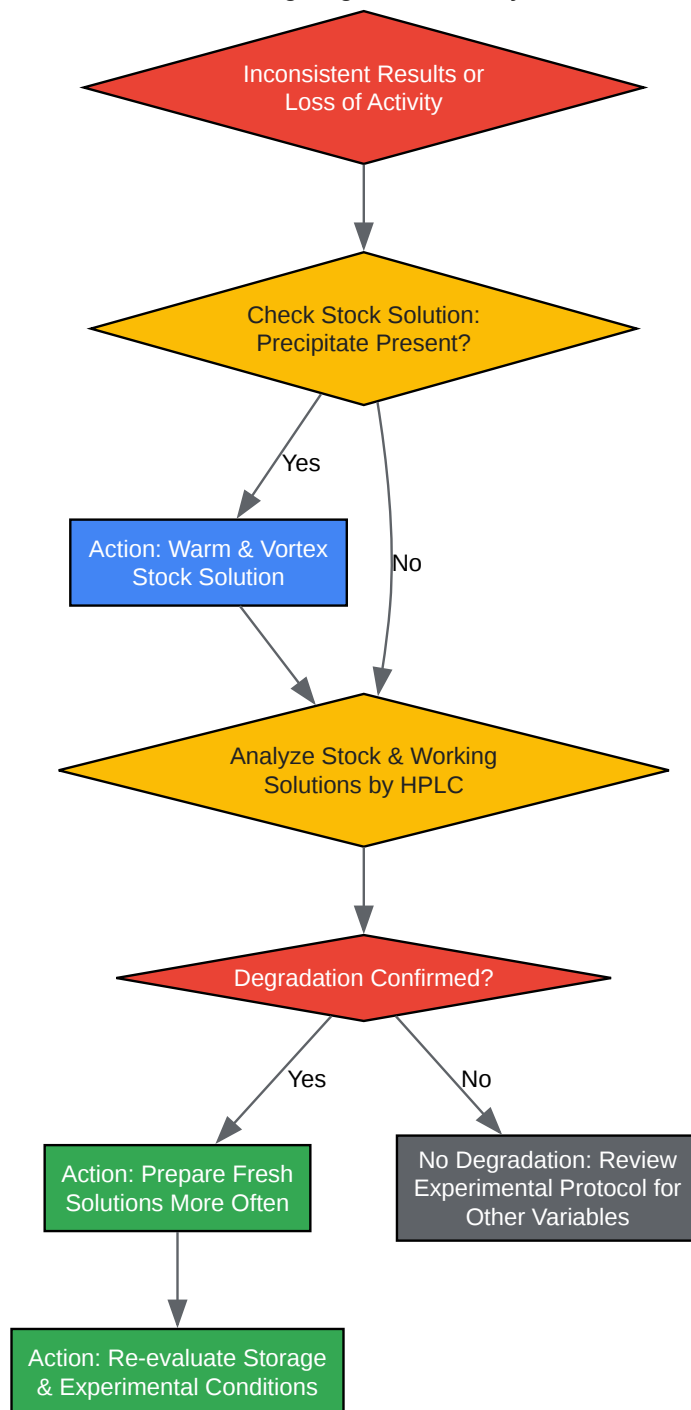 Inconsistent Results or
Loss of Activity
Check Stock Solution:
Precipitate Present?
Yes
Action: Warm & Vortex
Stock Solution
No
Analyze Stock & Working
Solutions by HPLC
Degradation Confirmed?
Yes
No
Action: Prepare Fresh
Solutions More Often
No Degradation: Review
Experimental Protocol for
Other Variables
Action: Re-evaluate Storage
& Experimental Conditions